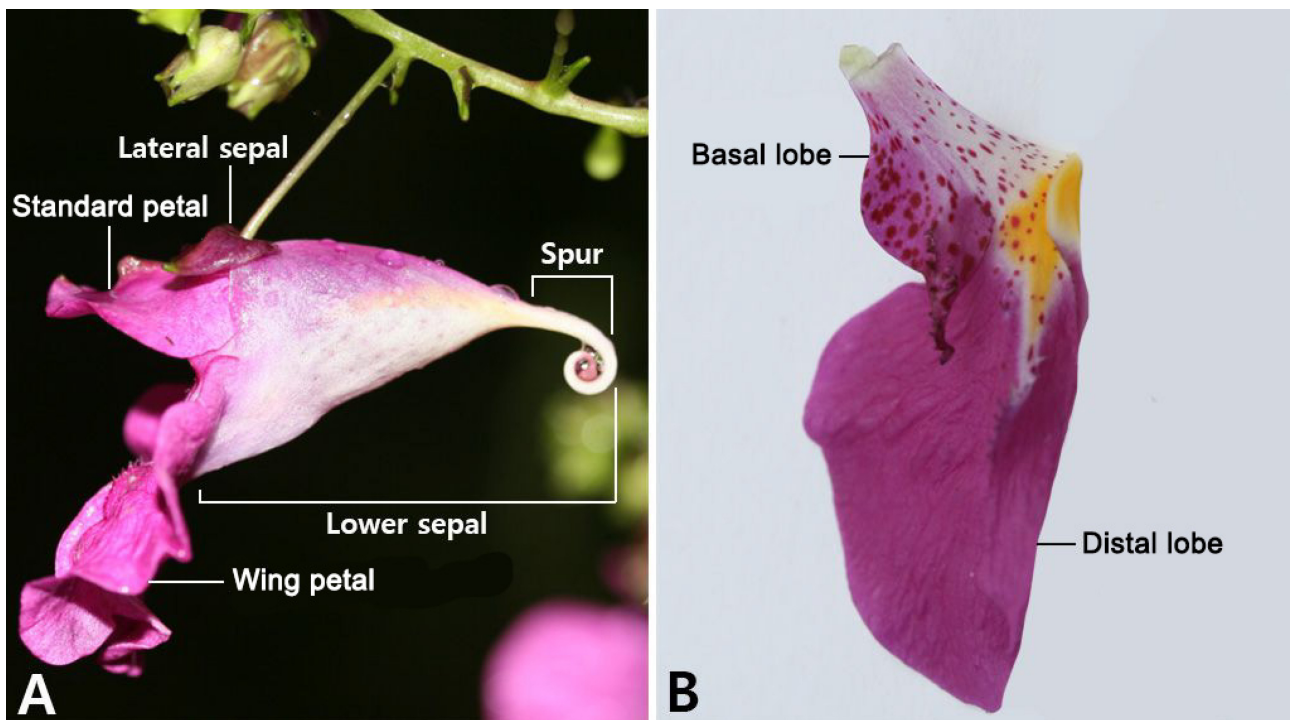 Lateral sepal
Standard petal
Spur
Lower sepal
Wing petal
A
Basal lobe
Distal lobe
B